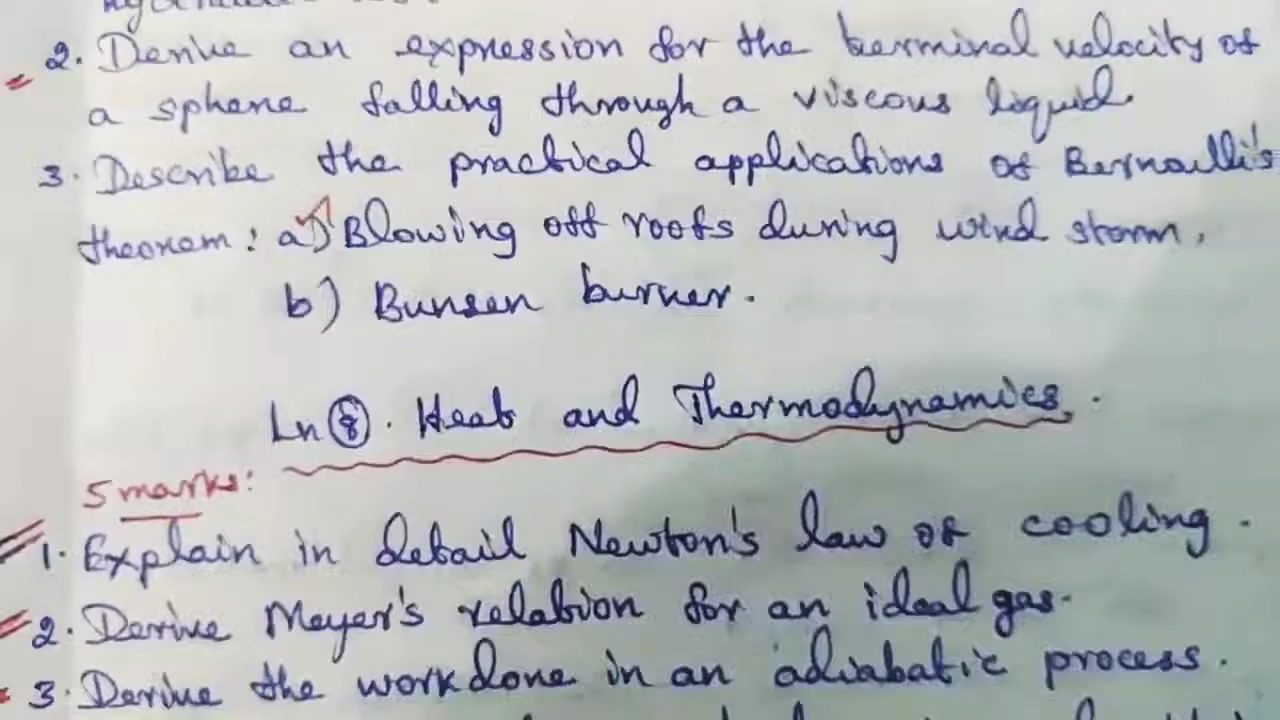 2. Derive an expression for the terminal velocity of
a sphere falling through a viscous liquid.
3. Describe the practical applications of Bernoulli's
theorem: a) Blowing off roofs during wind storm.
b) Bunsen burner.
Ln 8. Heat and Thermodynamics.
5 marks:
1. Explain in detail Newton's law of cooling.
2. Derive Meyer's relation for an ideal gas.
3. Derive the workdone in an adiabatic process.